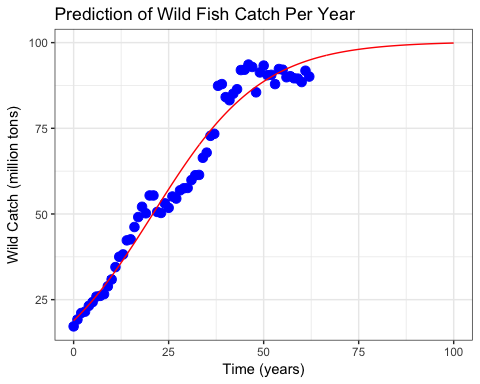 Prediction of Wild Fish Catch Per Year
100
75
50
25
Wild Catch (million tons)
0 25 50 75 100
Time (years)